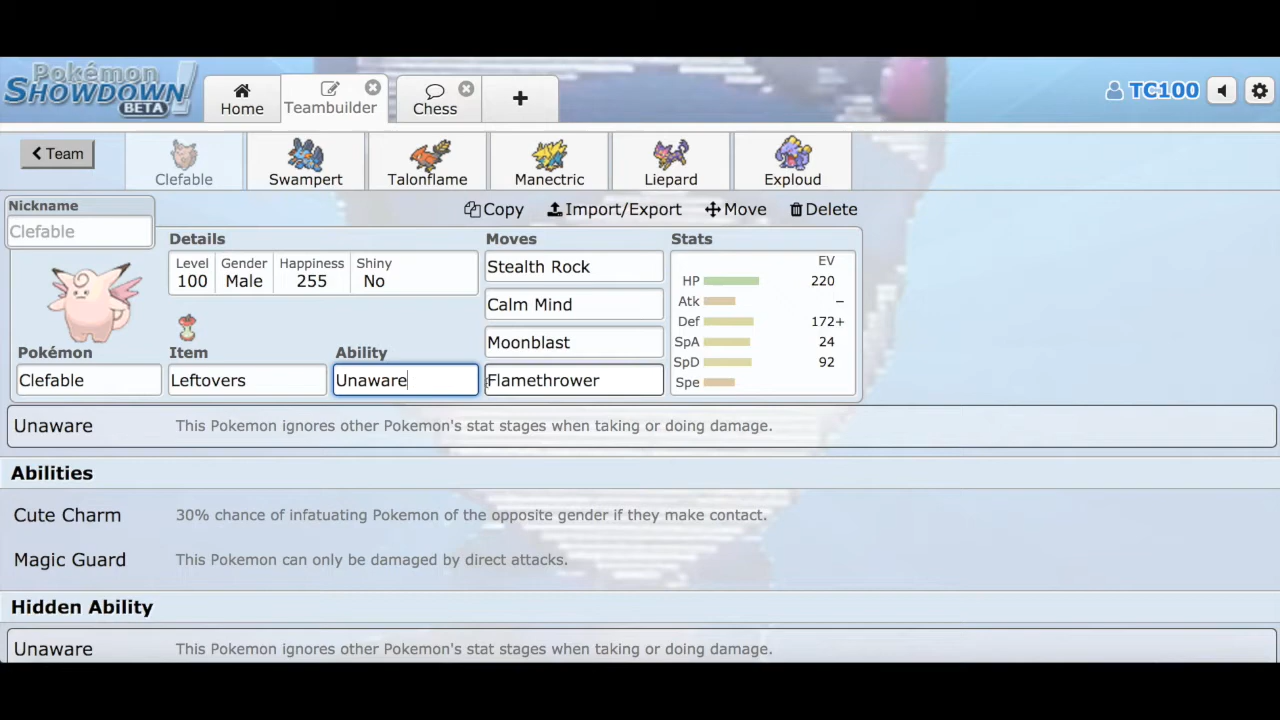 Pokémon
SHOWDOWN!
BETA
Home
Teambuilder
Chess
TC100
Team
Clefable
Swampert
Talonflame
Manectric
Liepard
Exploud
Copy
Import/Export
Move
Delete
Nickname
Clefable
Details
Level
100
Gender
Male
Happiness
255
Shiny
No
Pokémon
Clefable
Item
Leftovers
Ability
Unaware
Moves
Stealth Rock
Calm Mind
Moonblast
Flamethrower
Stats
EV
HP 220
Atk –
Def 172+
SpA 24
SpD 92
Spe
Unaware This Pokemon ignores other Pokemon's stat stages when taking or doing damage.
Abilities
Cute Charm 30% chance of infatuating Pokemon of the opposite gender if they make contact.
Magic Guard This Pokemon can only be damaged by direct attacks.
Hidden Ability
Unaware This Pokemon ignores other Pokemon's stat stages when taking or doing damage.